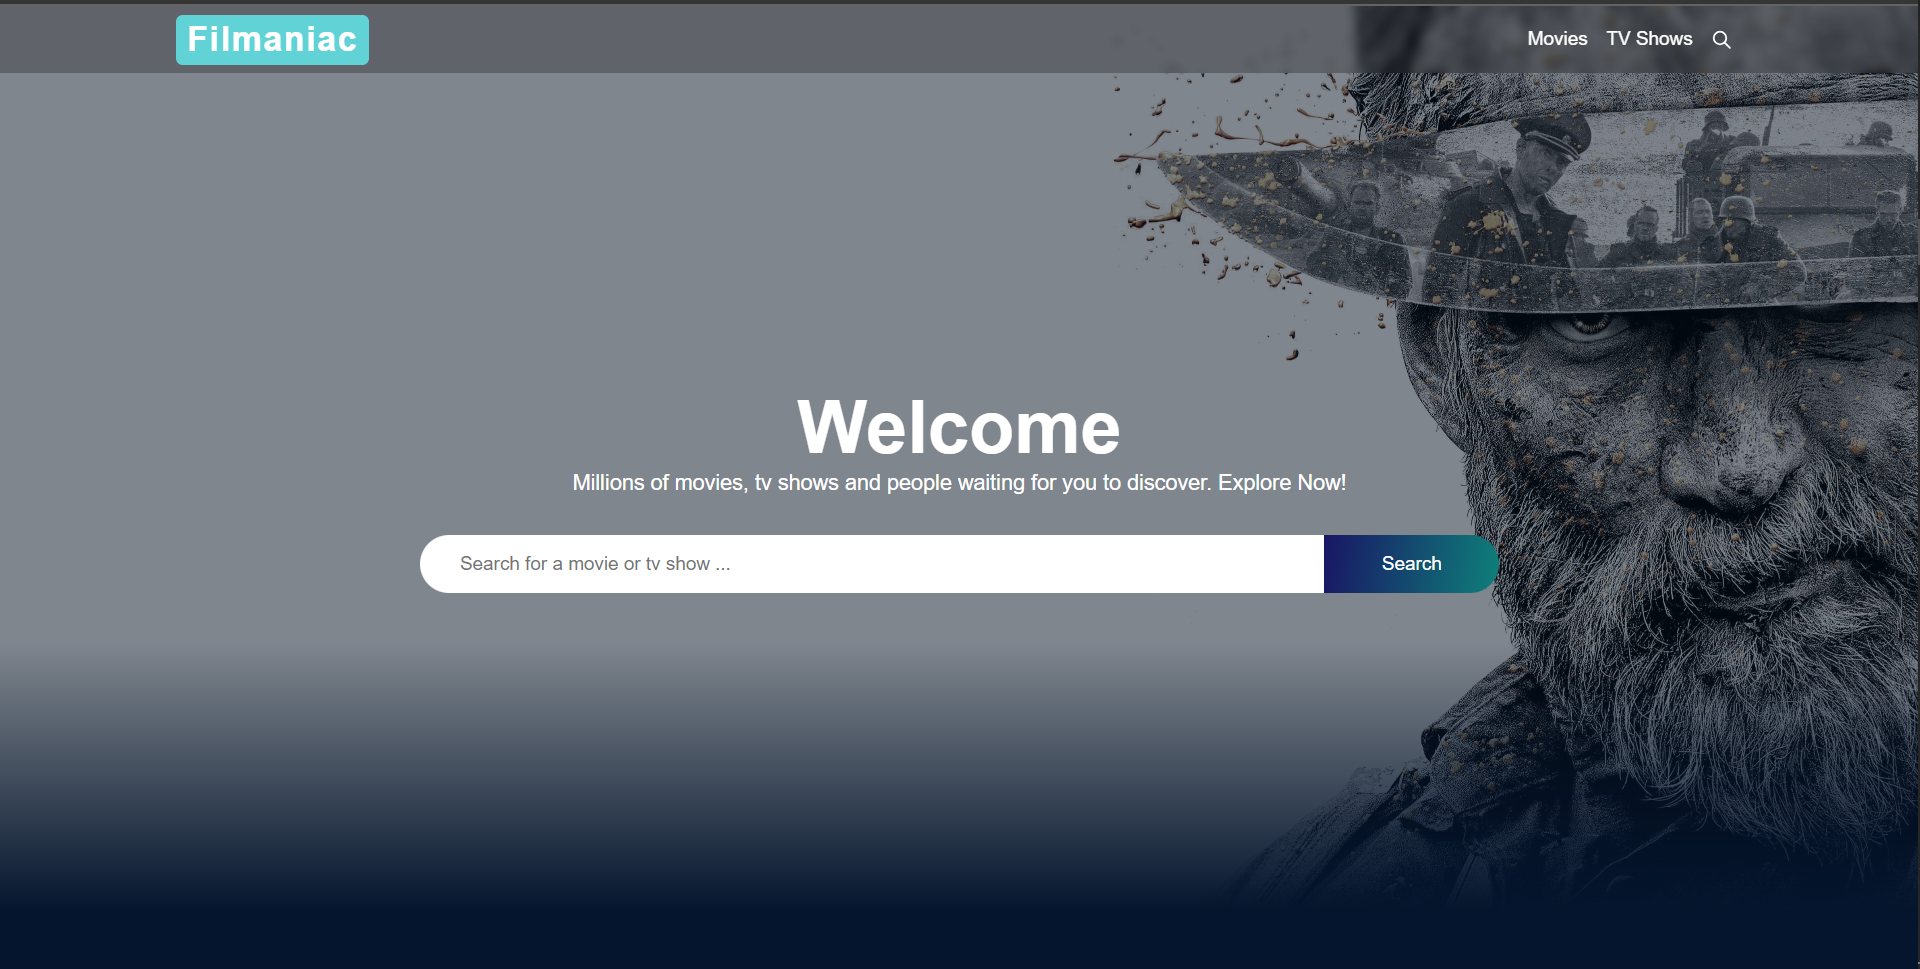 Filmaniac
Movies TV Shows
Welcome
Millions of movies, tv shows and people waiting for you to discover. Explore Now!
Search for a movie or tv show ...
Search